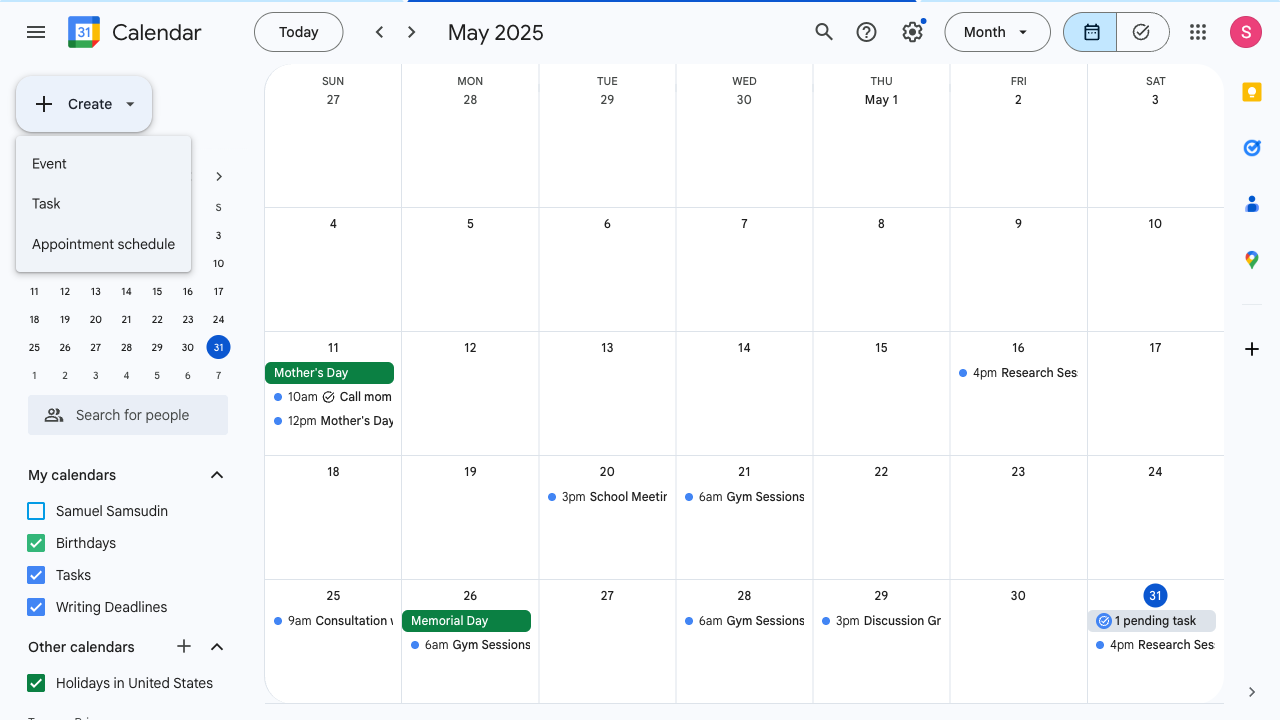 31 Calendar Today May 2025 Month S
Create
Event
Task
Appointment schedule
S
3
10
11 12 13 14 15 16 17
18 19 20 21 22 23 24
25 26 27 28 29 30 31
1 2 3 4 5 6 7
Search for people
My calendars
Samuel Samsudin
Birthdays
Tasks
Writing Deadlines
Other calendars
Holidays in United States
SUN MON TUE WED THU FRI SAT
27 28 29 30 May 1 2 3
4 5 6 7 8 9 10
11 12 13 14 15 16 17
Mother's Day
4pm Research Ses
10am Call mom
12pm Mother's Day
18 19 20 21 22 23 24
3pm School Meetin
6am Gym Sessions
25 26 27 28 29 30 31
9am Consultation
Memorial Day
6am Gym Sessions
6am Gym Sessions
3pm Discussion Gr
1 pending task
4pm Research Ses